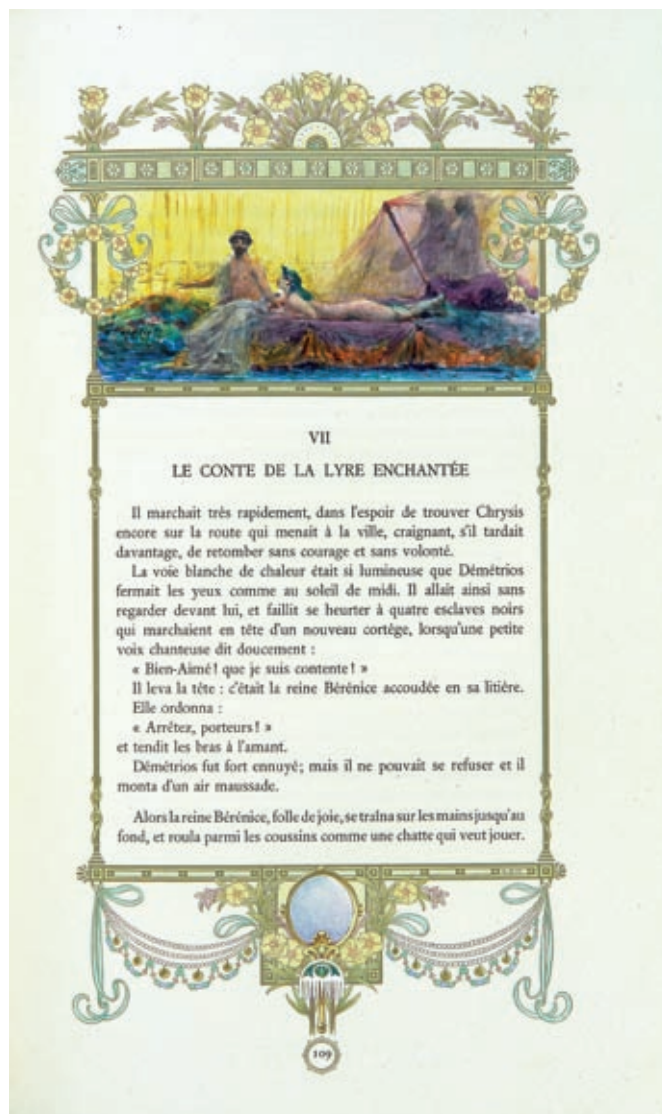 VII
LE CONTE DE LA LYRE ENCHANTÉE
Il marchait très rapidement, dans l'espoir de trouver Chrysis
encore sur la route qui menait à la ville, craignant, s'il tardait
davantage, de retomber sans courage et sans volonté.
La voie blanche de chaleur était si lumineuse que Démétrios
fermait les yeux comme au soleil de midi. Il allait ainsi sans
regarder devant lui, et faillit se heurter à quatre esclaves noirs
qui marchaient en tête d'un nouveau cortège, lorsqu'une petite
voix chanteuse dit doucement :
« Bien-Aimé ! que je suis contente ! »
Il leva la tête : c'était la reine Bérénice accoudée en sa litière.
Elle ordonna :
« Arrêtez, porteurs ! »
et tendit les bras à l'amant.
Démétrios fut fort ennuyé; mais il ne pouvait se refuser et il
monta d'un air maussade.
Alors la reine Bérénice, folle de joie, se traîna sur les mains jusqu'au
fond, et roula parmi les coussins comme une chatte qui veut jouer.
109